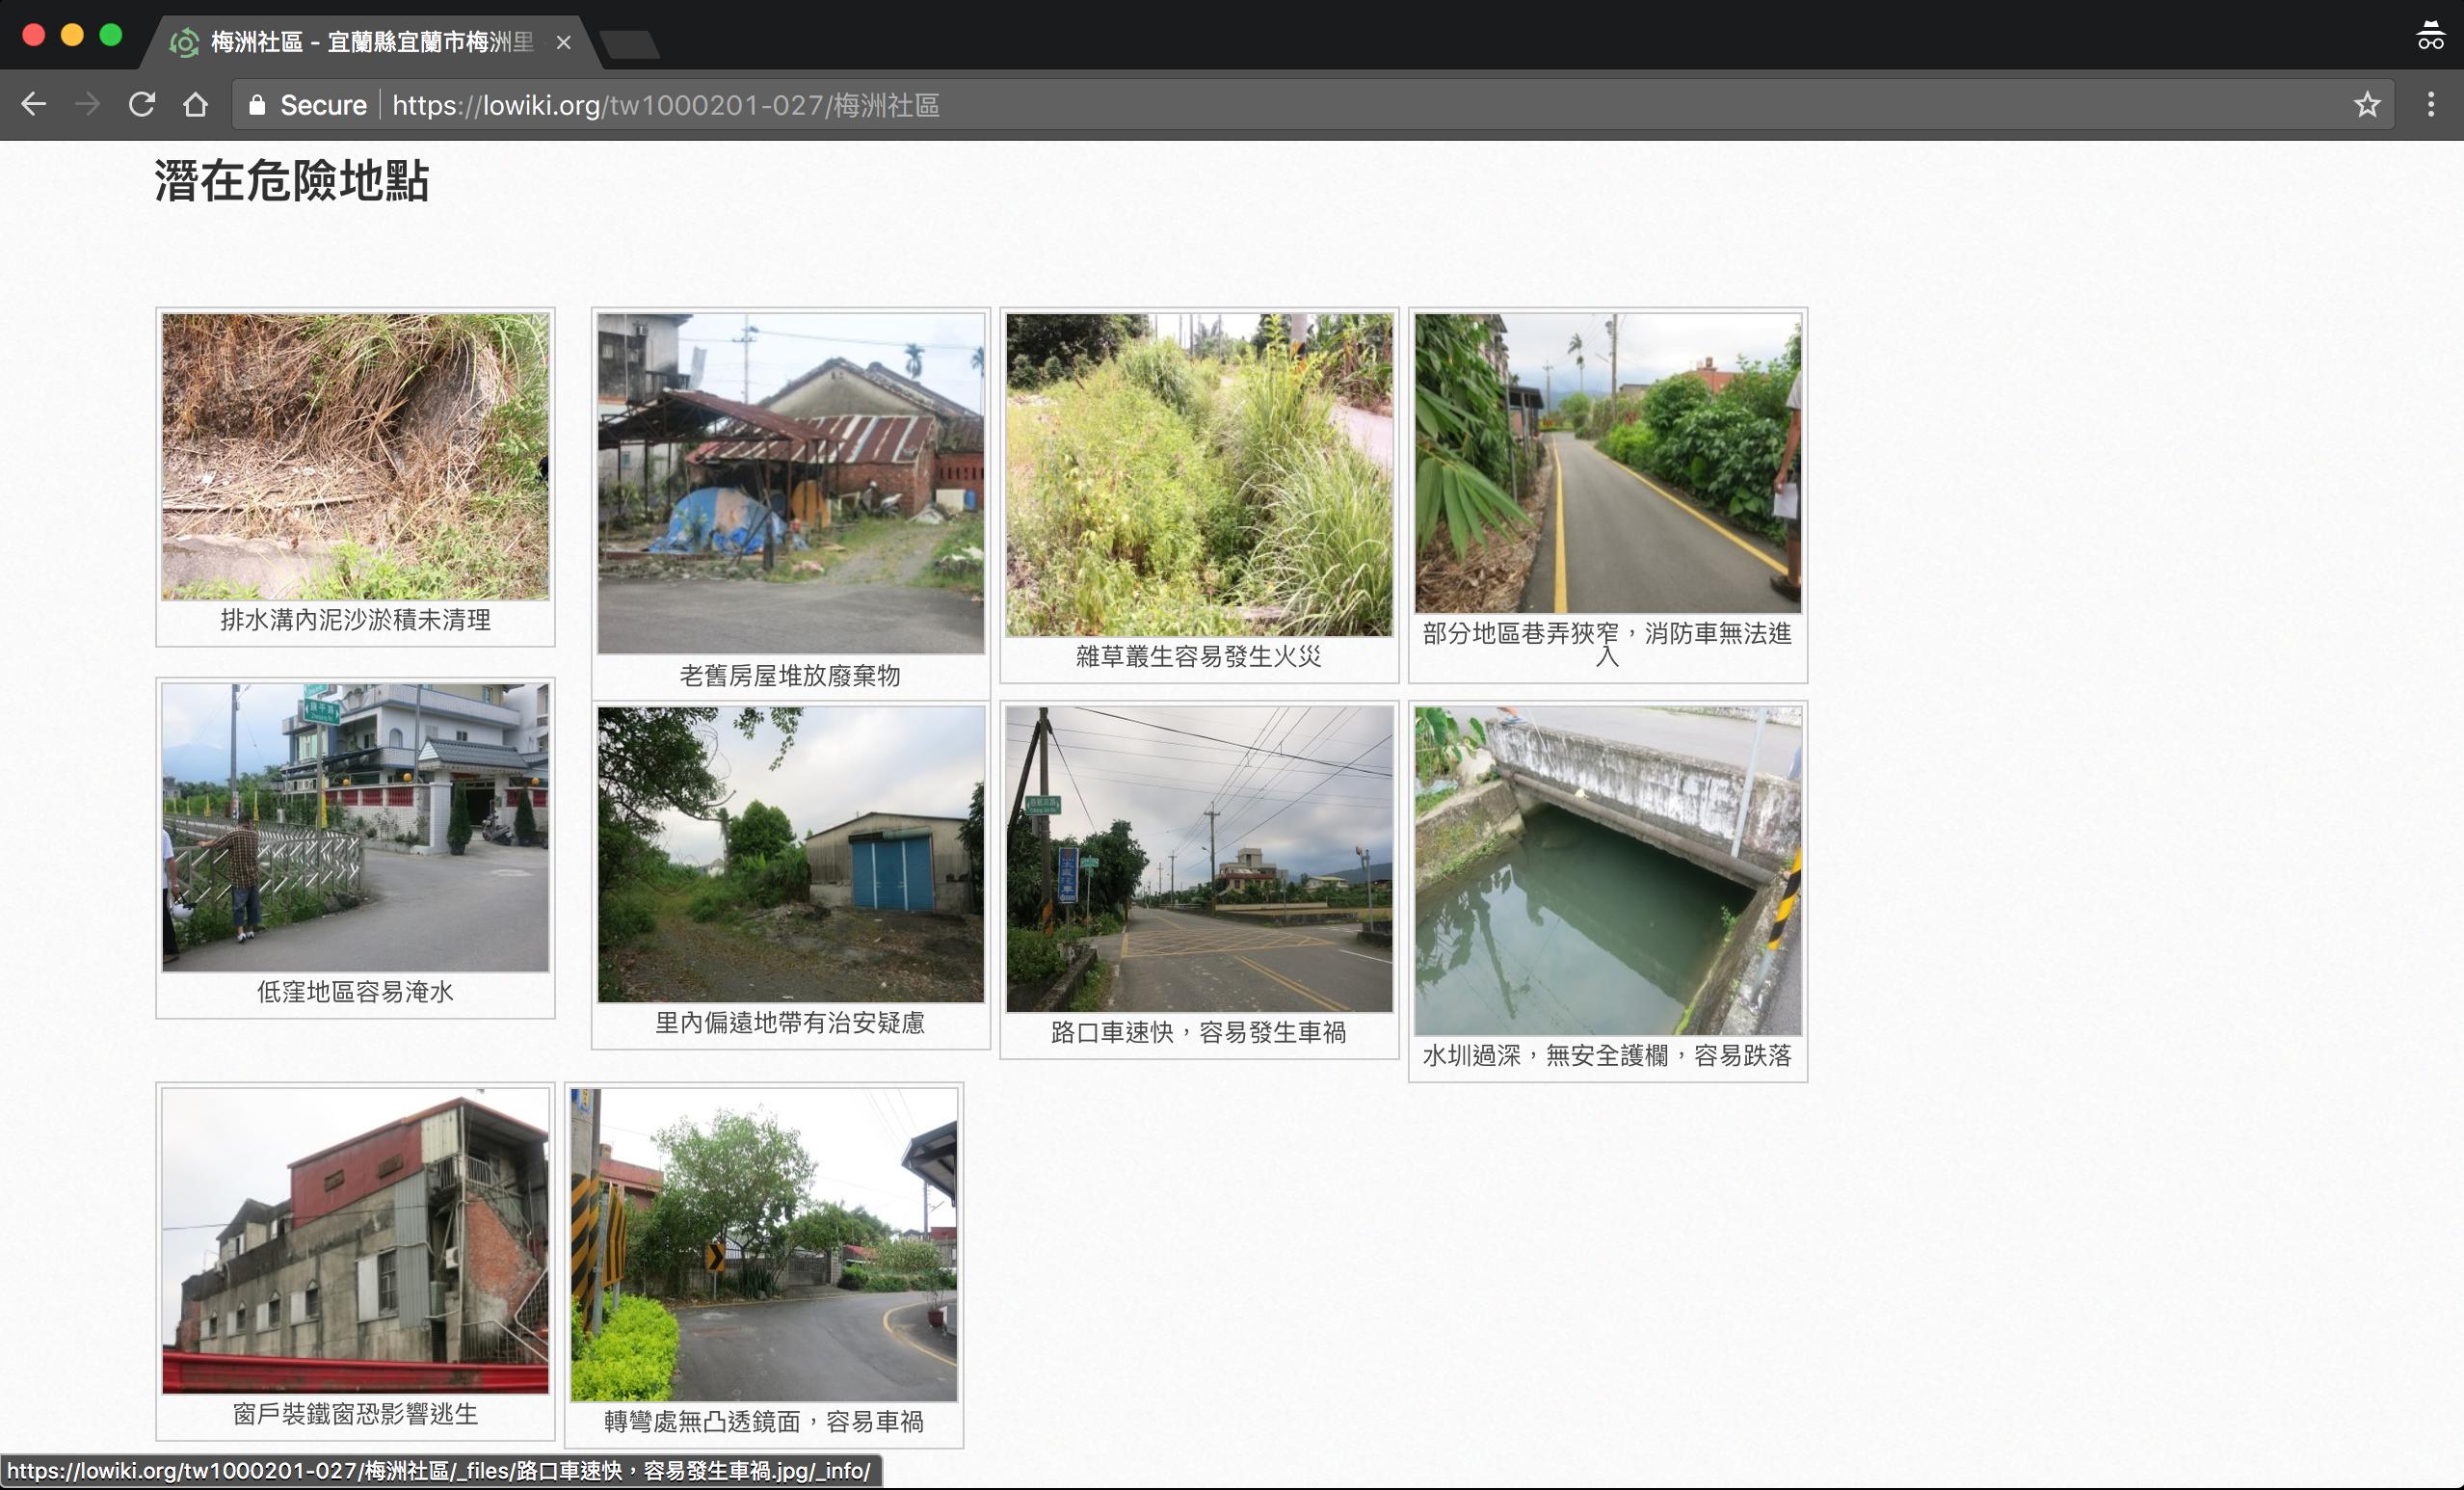 梅洲社區 - 宜蘭縣宜蘭市梅洲里
Secure
https://lowiki.org/tw1000201-027/梅洲社區
潛在危險地點
排水溝內泥沙淤積未清理
老舊房屋堆放廢棄物
雜草叢生容易發生火災
部分地區巷弄狹窄，消防車無法進
入
低窪地區容易淹水
里內偏遠地帶有治安疑慮
路口車速快，容易發生車禍
水圳過深，無安全護欄，容易跌落
窗戶裝鐵窗恐影響逃生
轉彎處無凸透鏡面，容易車禍
https://lowiki.org/tw1000201-027/梅洲社區/_files/路口車速快，容易發生車禍.jpg/_info/